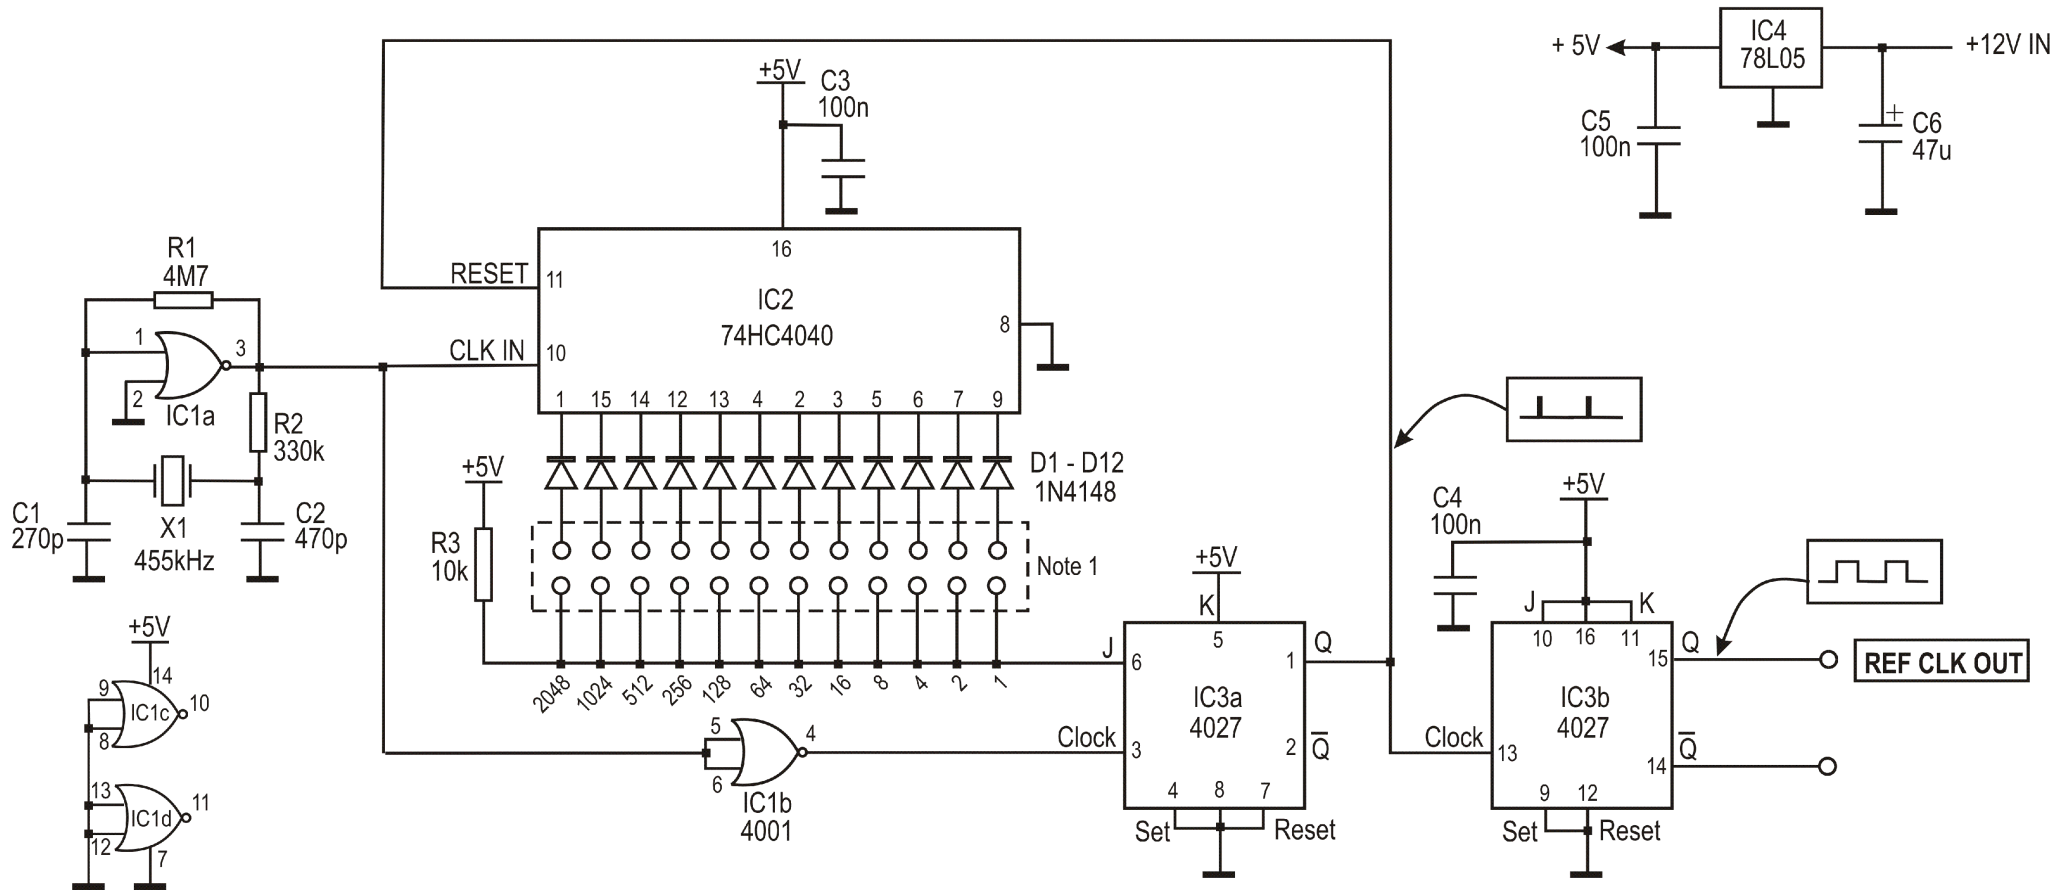 + 5V
IC4
78L05
+12V IN
C5
100n
+
C6
47u
+5V
C3
100n
16
RESET
11
IC2
74HC4040
8
CLK IN
10
1 15 14 12 13 4 2 3 5 6 7 9
R1
4M7
1
3
2
IC1a
R2
330k
C1
270p
X1
455kHz
C2
470p
D1 - D12
1N4148
+5V
R3
10k
Note 1
2048 1024 512 256 128 64 32 16 8 4 2 1
+5V
14
9
IC1c
10
8
13
IC1d
11
12
7
5
4
6
IC1b
4001
+5V
K
5
J
6
1
Q
IC3a
4027
Clock
3
2
Q
4 8 7
Set
Reset
C4
100n
+5V
J
K
10 16 11
Q
15
IC3b
4027
Clock
13
Q
14
9 12
Set
Reset
REF CLK OUT